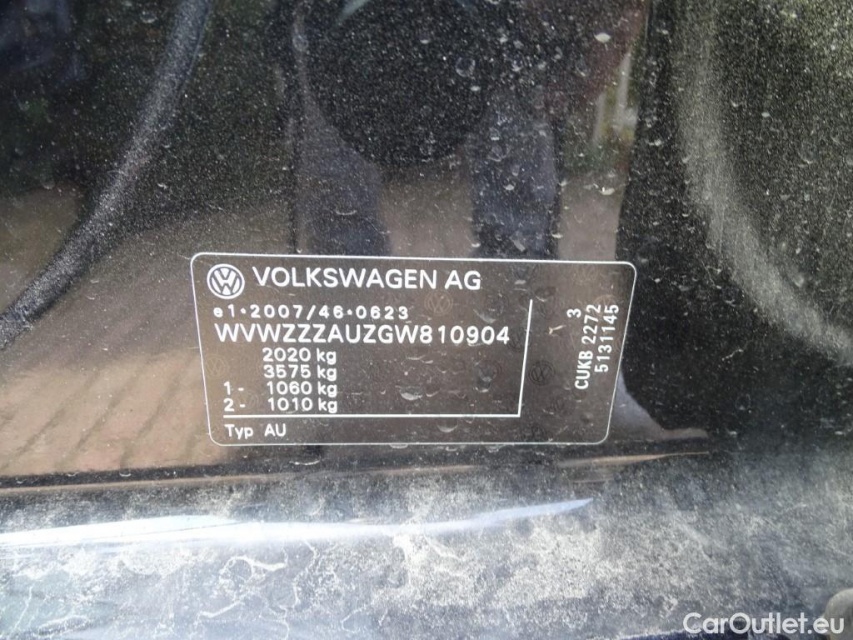 VOLKSWAGEN AG
e1*2007/46*0623
WVWZZZAUZGW810904
2020 kg
3575 kg
1- 1060 kg
2- 1010 kg
Typ AU
3
CUKB 2272
5131145
CarOutlet.eu